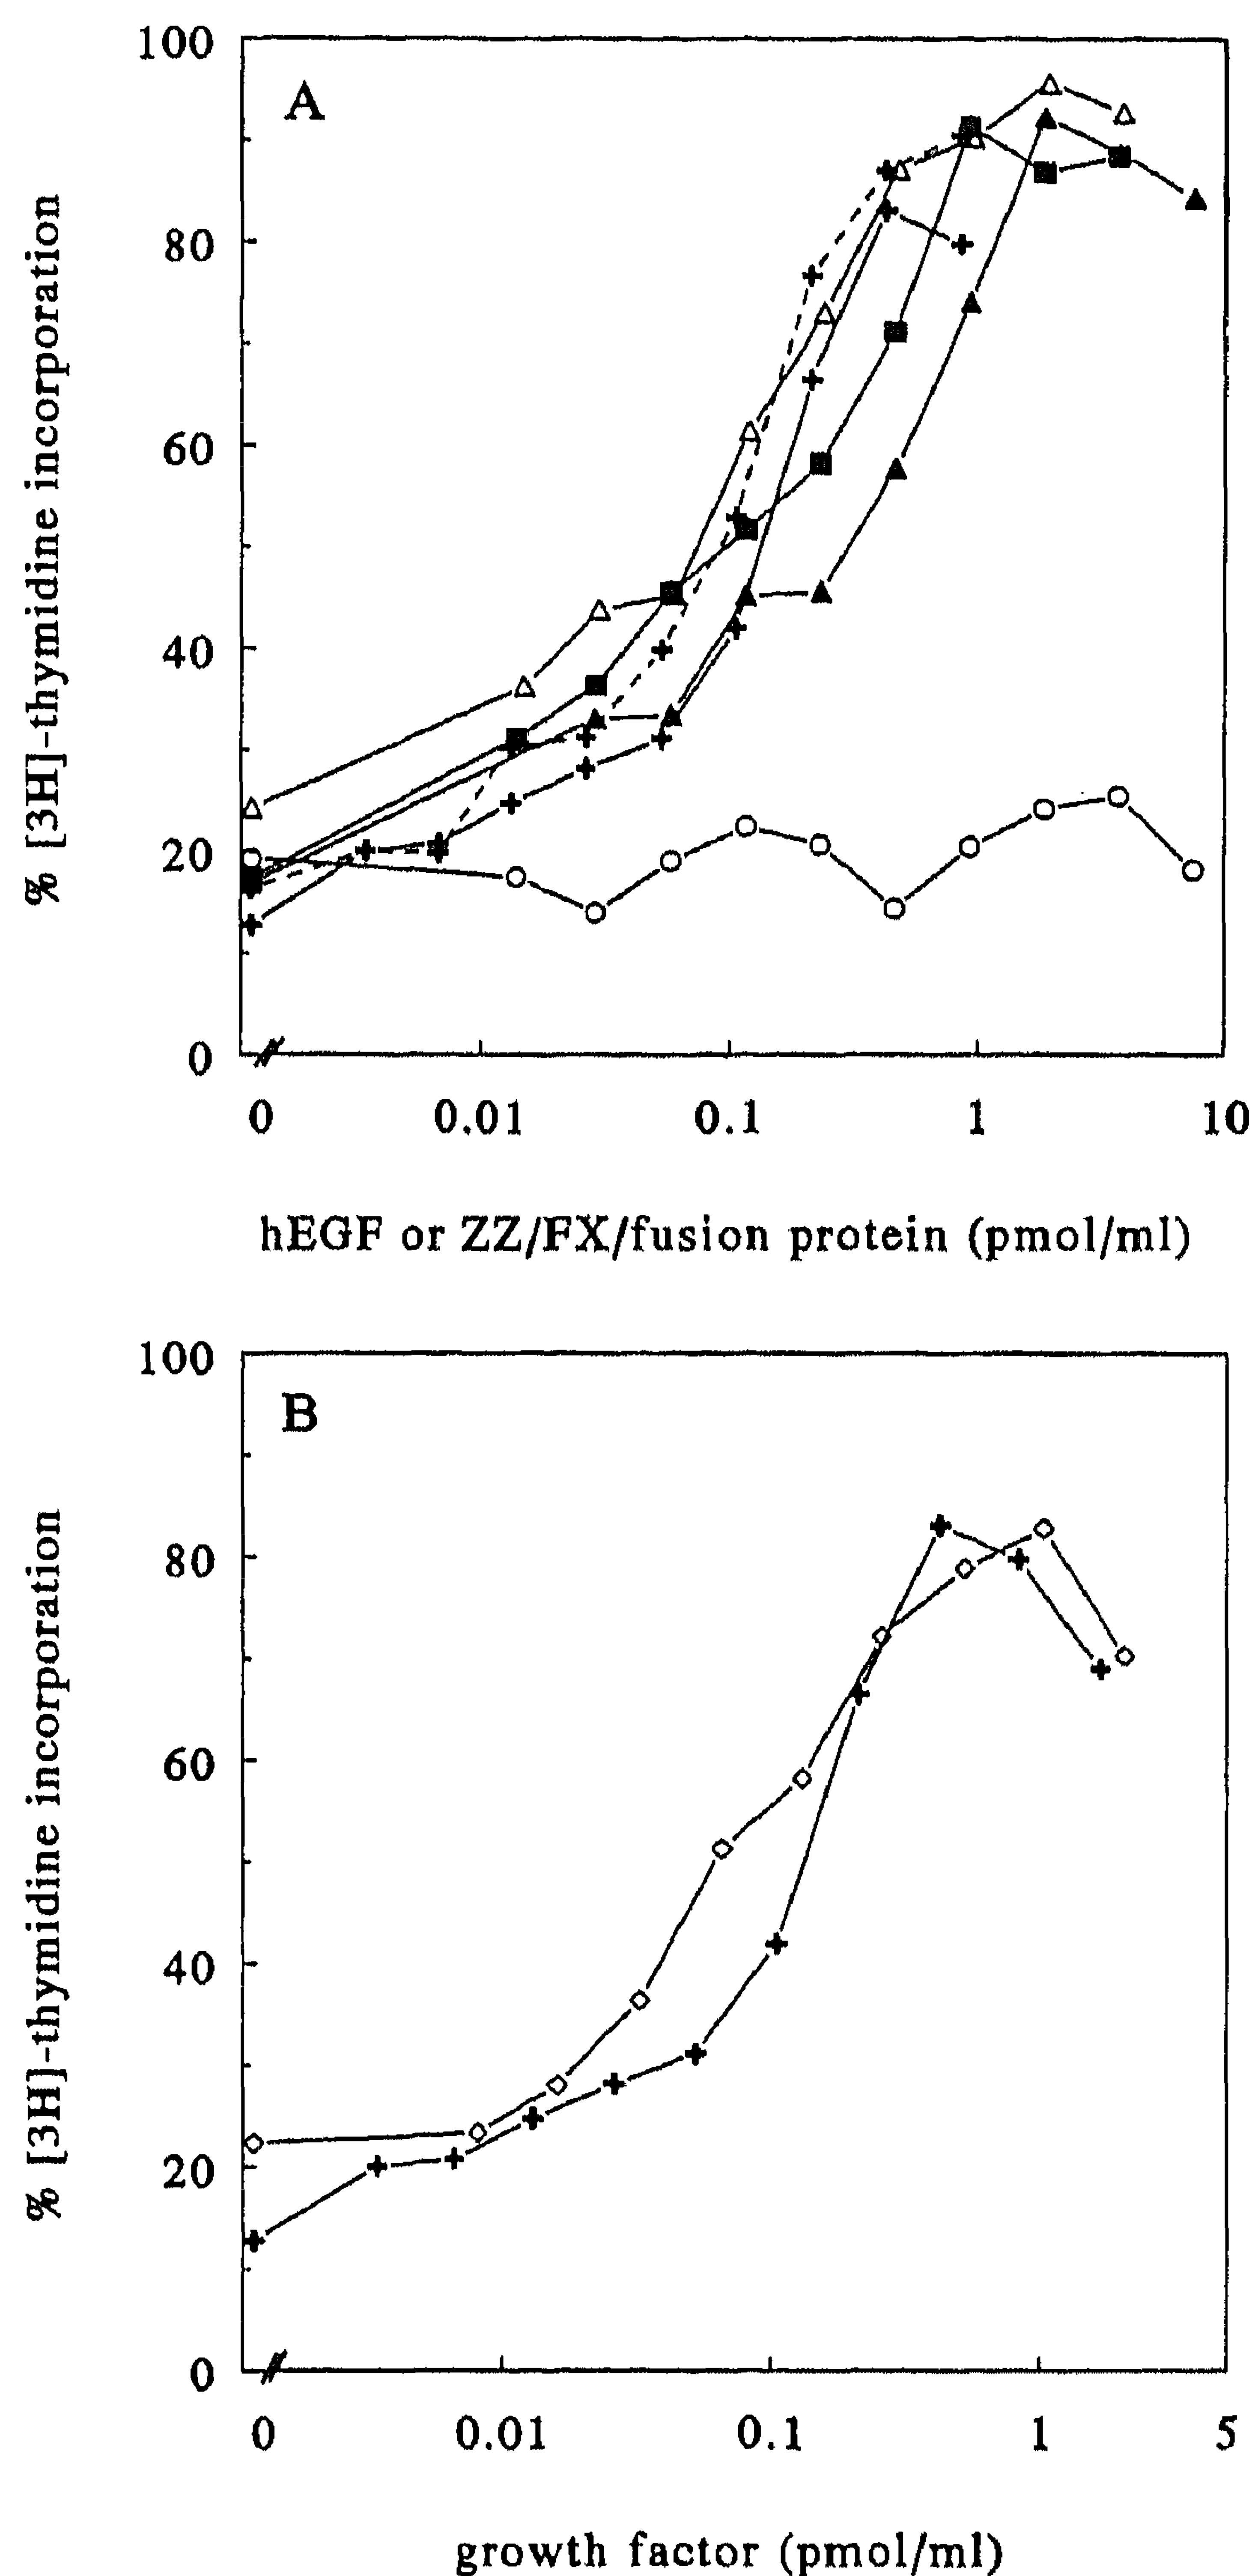 100
A
80
60
40
20
0
% [3H]-thymidine incorporation
0 0.01 0.1 1 10
hEGF or ZZ/FX/fusion protein (pmol/ml)
100
B
80
60
40
20
0
% [3H]-thymidine incorporation
0 0.01 0.1 1 5
growth factor (pmol/ml)